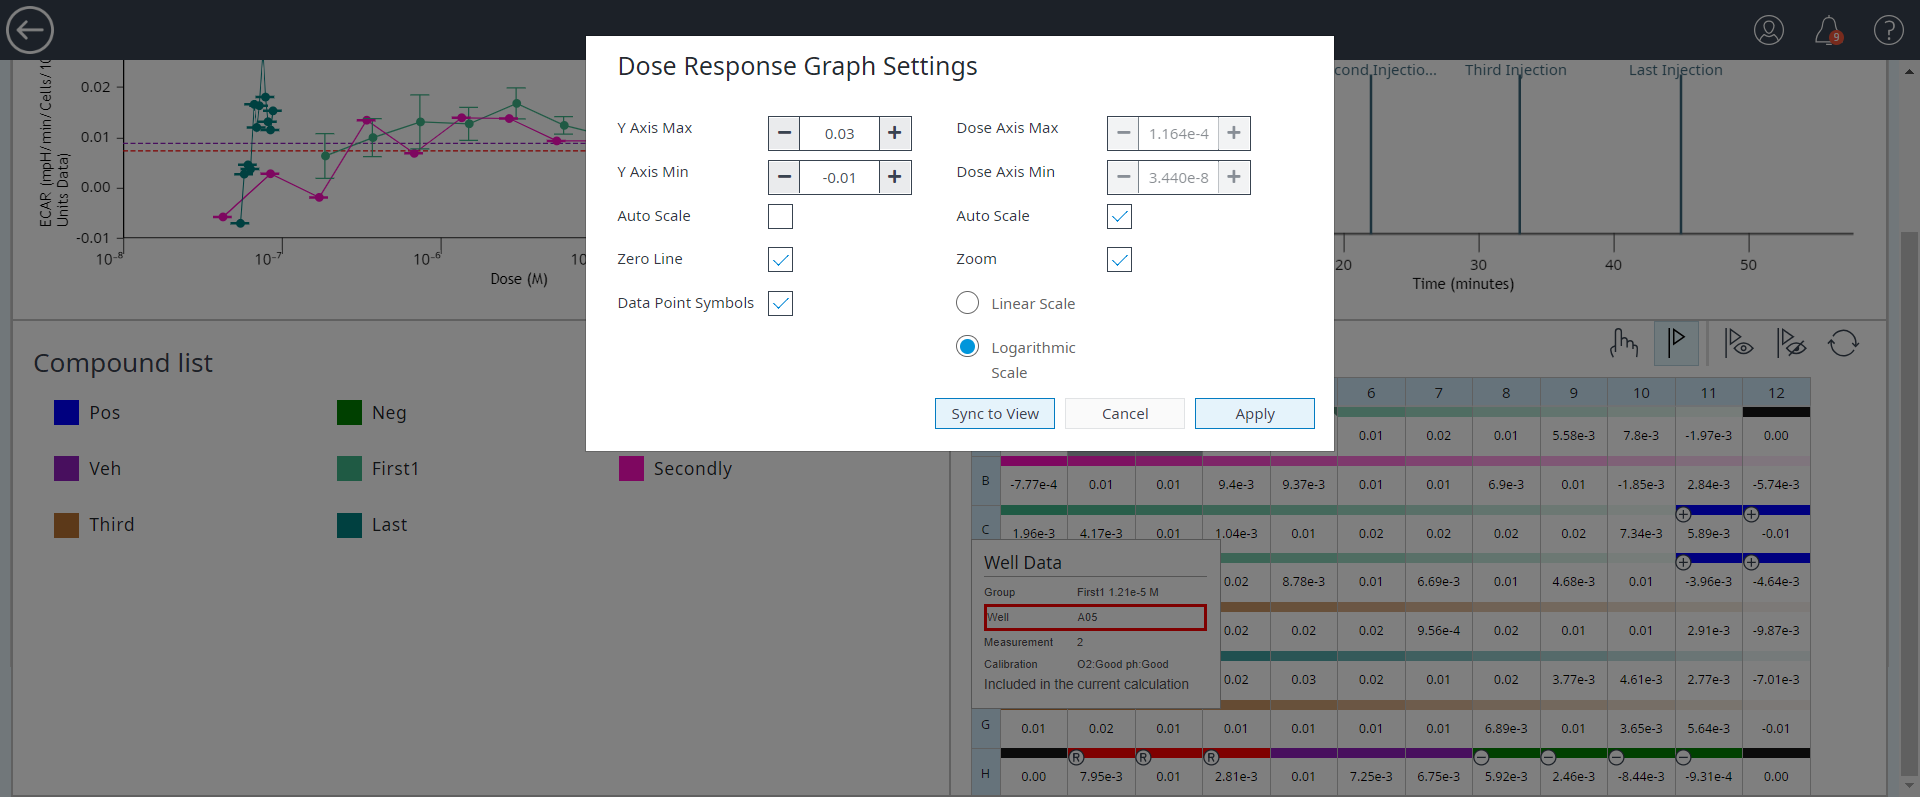 9
?
Dose Response Graph Settings
Y Axis Max
0.03
Dose Axis Max
1.164e-4
Y Axis Min
-0.01
Dose Axis Min
3.440e-8
Auto Scale
Auto Scale
Zero Line
Zoom
Data Point Symbols
Linear Scale
Logarithmic
Scale
Sync to View
Cancel
Apply
ECAR (mpH/min/Cells/10
Units Data)
0.02
0.01
0.00
-0.01
10⁻⁸
10⁻⁷
10⁻⁶
10
Dose (M)
cond Injectio...
Third Injection
Last Injection
20
30
40
50
Time (minutes)
Compound list
Pos
Neg
Veh
First1
Secondly
Third
Last
6 7 8 9 10 11 12
0.01 0.02 0.01 5.58e-3 7.8e-3 -1.97e-3 0.00
B -7.77e-4 0.01 0.01 9.4e-3 9.37e-3 0.01 0.01 6.9e-3 0.01 -1.85e-3 2.84e-3 -5.74e-3
C 1.96e-3 4.17e-3 0.01 1.04e-3 0.01 0.02 0.02 0.02 0.02 7.34e-3 5.89e-3 -0.01
0.02 8.78e-3 0.01 6.69e-3 0.01 4.68e-3 0.01 -3.96e-3 -4.64e-3
0.02 0.02 0.02 9.56e-4 0.02 0.01 0.01 2.91e-3 -9.87e-3
0.02 0.03 0.02 0.01 0.02 3.77e-3 4.61e-3 2.77e-3 -7.01e-3
G 0.01 0.02 0.01 0.01 0.01 0.01 0.01 6.89e-3 0.01 3.65e-3 5.64e-3 -0.01
R R R
H 0.00 7.95e-3 0.01 2.81e-3 0.01 7.25e-3 6.75e-3 5.92e-3 2.46e-3 -8.44e-3 -9.31e-4 0.00
Well Data
Group First1 1.21e-5 M
Well A05
Measurement 2
Calibration O2:Good ph:Good
Included in the current calculation